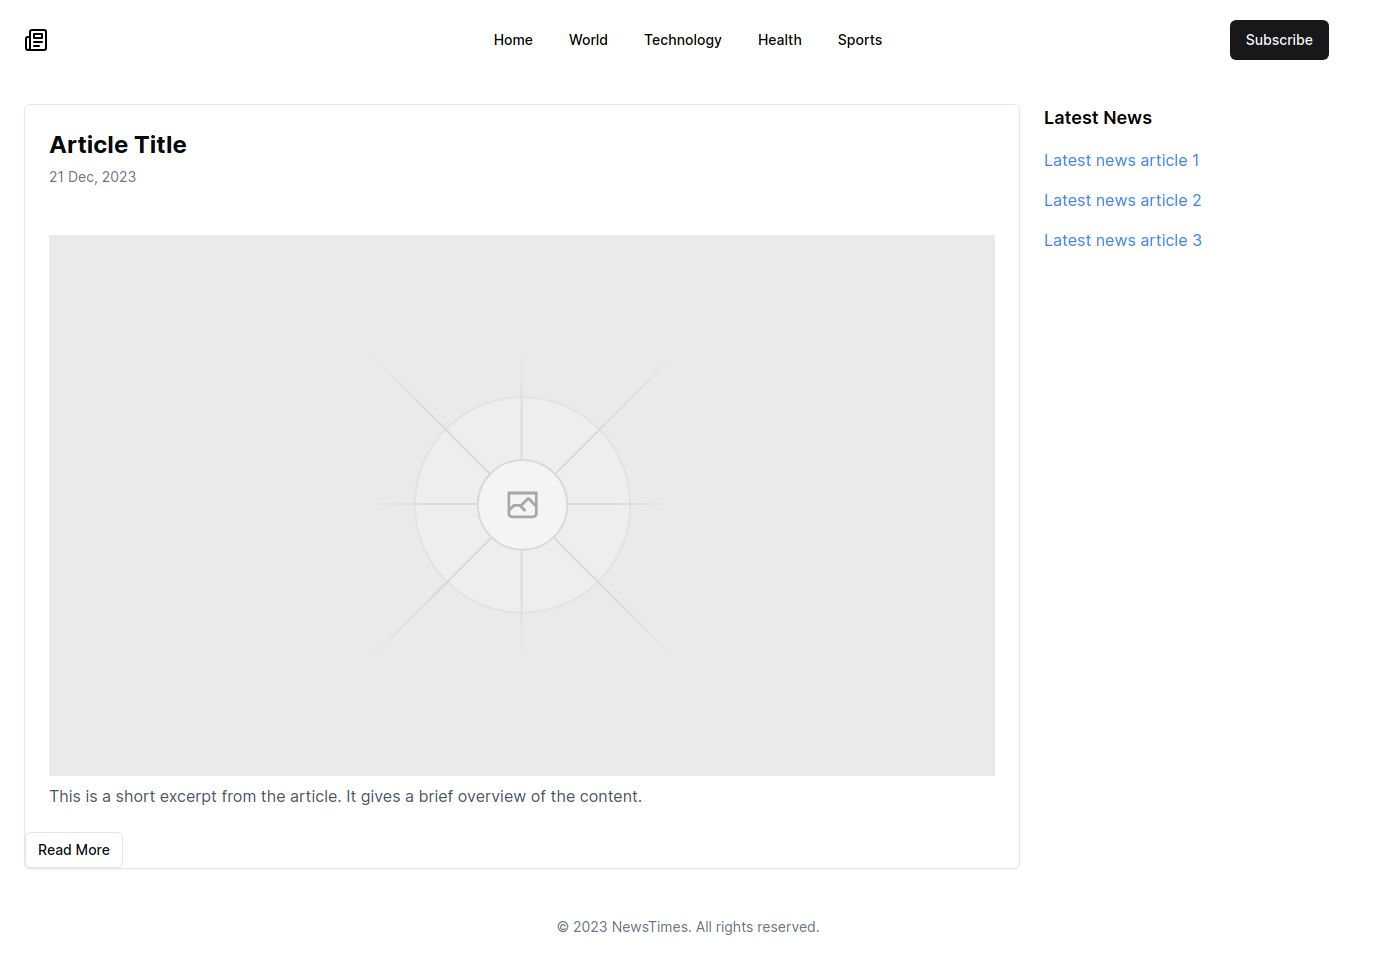 Home World Technology Health Sports Subscribe
Article Title
21 Dec, 2023
This is a short excerpt from the article. It gives a brief overview of the content.
Read More
Latest News
Latest news article 1
Latest news article 2
Latest news article 3
© 2023 NewsTimes. All rights reserved.